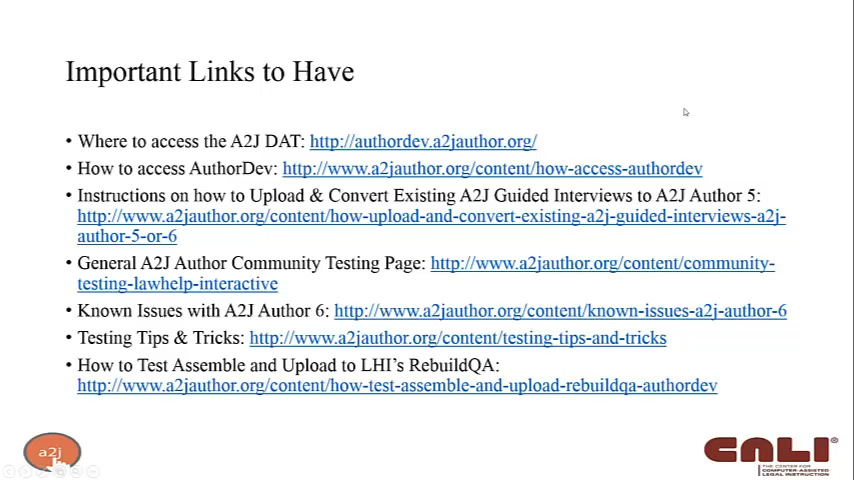 Important Links to Have
• Where to access the A2J DAT: http://authordev.a2jauthor.org/
• How to access AuthorDev: http://www.a2jauthor.org/content/how-access-authordev
• Instructions on how to Upload & Convert Existing A2J Guided Interviews to A2J Author 5:
http://www.a2jauthor.org/content/how-upload-and-convert-existing-a2j-guided-interviews-a2j-
author-5-or-6
• General A2J Author Community Testing Page: http://www.a2jauthor.org/content/community-
testing-lawhelp-interactive
• Known Issues with A2J Author 6: http://www.a2jauthor.org/content/known-issues-a2j-author-6
• Testing Tips & Tricks: http://www.a2jauthor.org/content/testing-tips-and-tricks
• How to Test Assemble and Upload to LHI's RebuildQA:
http://www.a2jauthor.org/content/how-test-assemble-and-upload-rebuildqa-authordev
a2j
CALI®
THE CENTER FOR
COMPUTER-ASSISTED
LEGAL INSTRUCTION